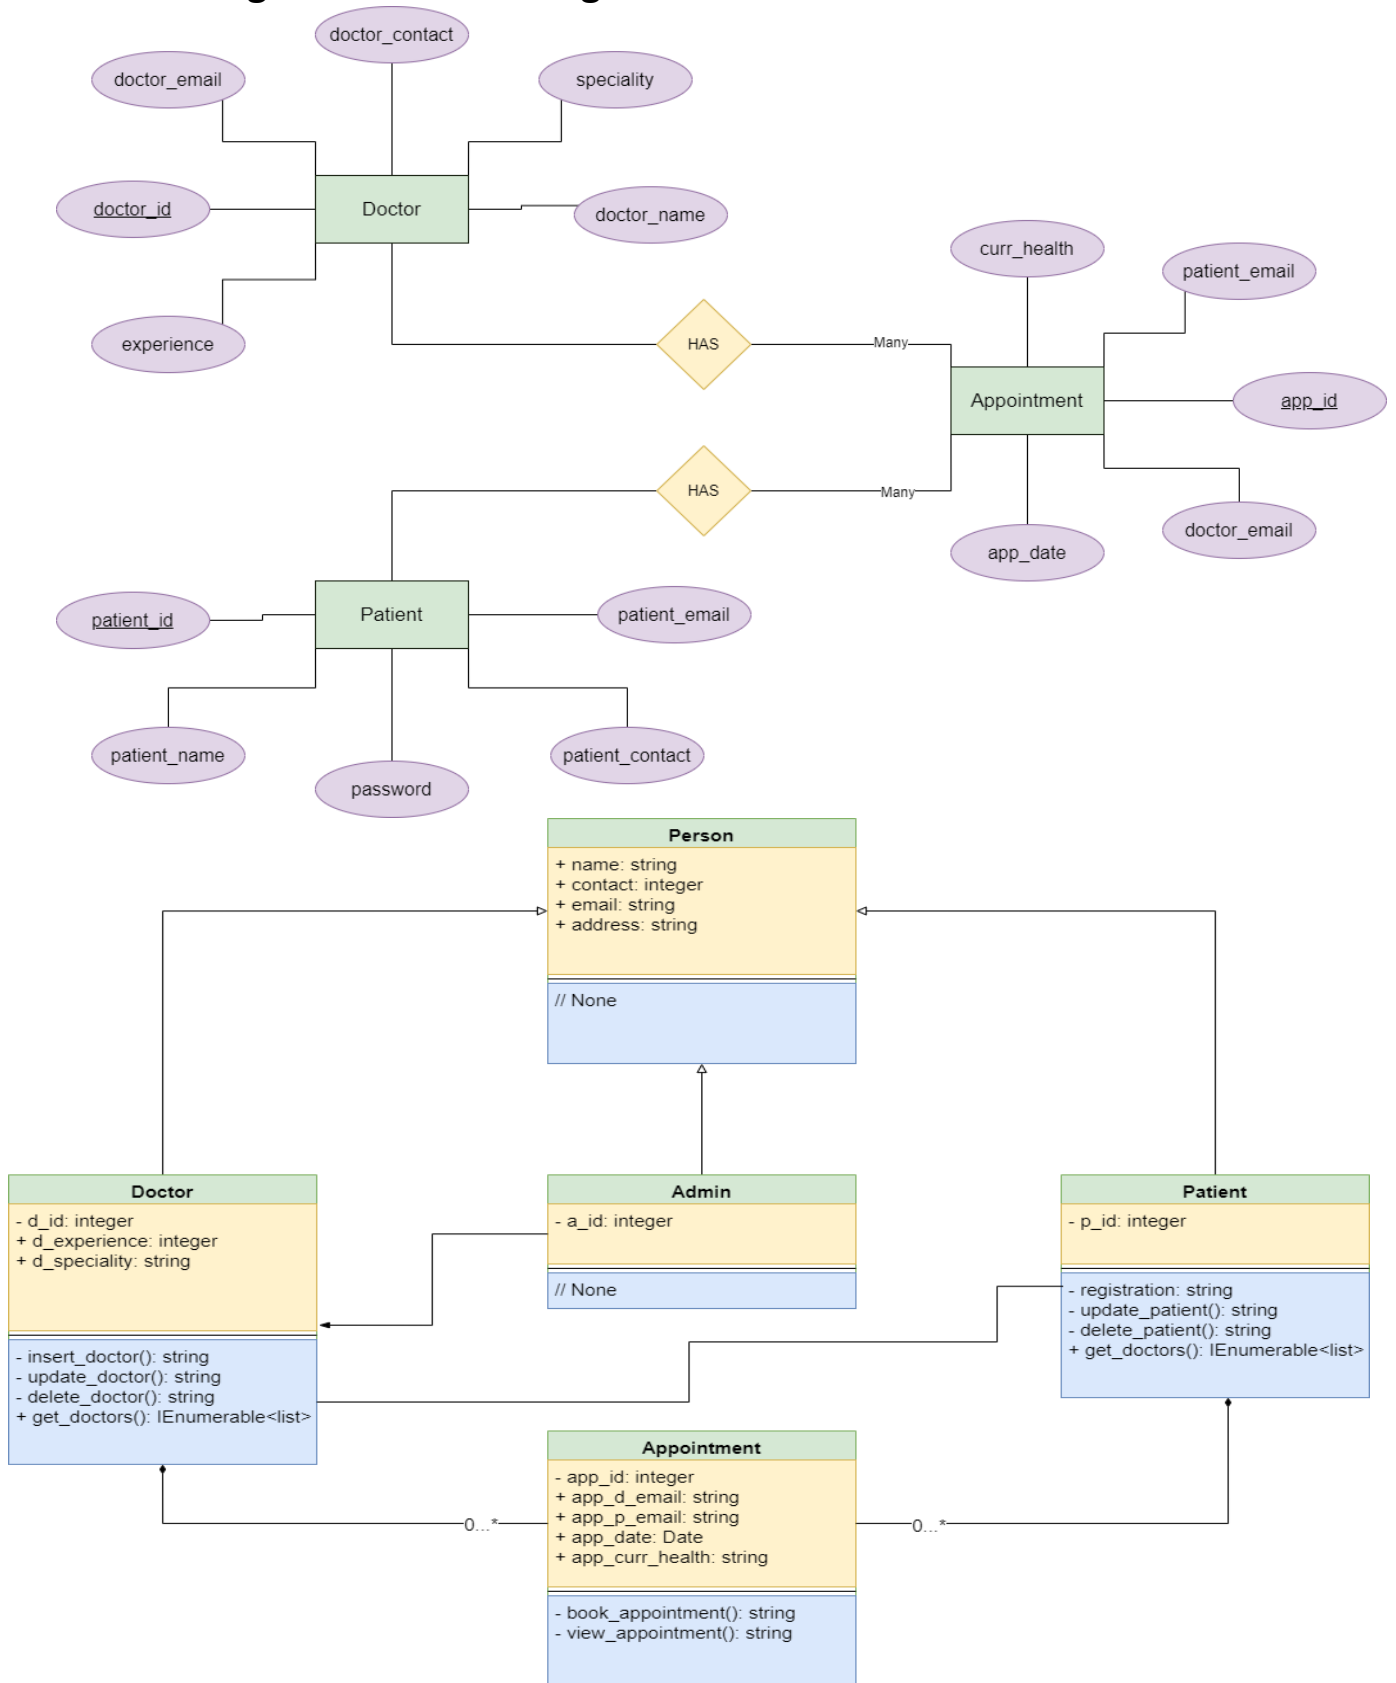 doctor_contact
doctor_email
speciality
doctor_id
Doctor
doctor_name
experience
HAS
Many
curr_health
patient_email
Appointment
app_id
HAS
Many
doctor_email
app_date
patient_id
Patient
patient_email
patient_name
password
patient_contact
Person
+ name: string
+ contact: integer
+ email: string
+ address: string
// None
Doctor
- d_id: integer
+ d_experience: integer
+ d_speciality: string
- insert_doctor(): string
- update_doctor(): string
- delete_doctor(): string
+ get_doctors(): IEnumerable<list>
Admin
- a_id: integer
// None
Patient
- p_id: integer
- registration: string
- update_patient(): string
- delete_patient(): string
+ get_doctors(): IEnumerable<list>
0...*
Appointment
- app_id: integer
+ app_d_email: string
+ app_p_email: string
+ app_date: Date
+ app_curr_health: string
- book_appointment(): string
- view_appointment(): string
0...*